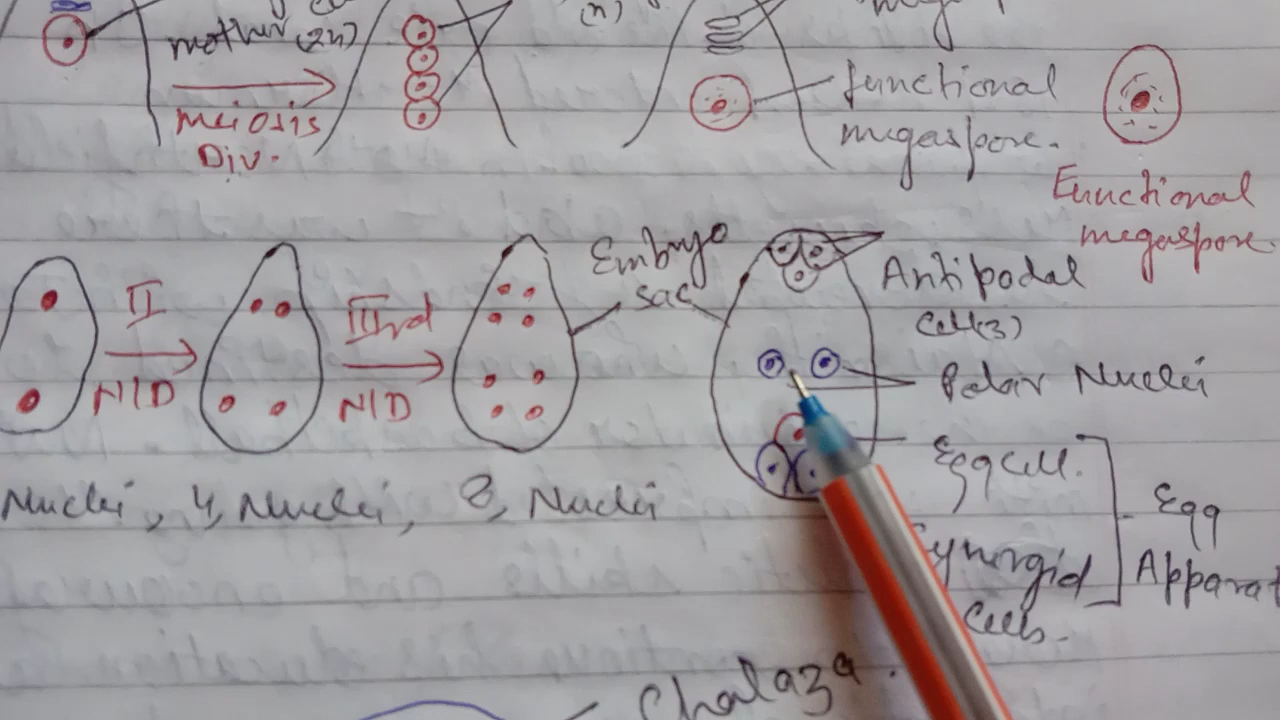 mother (2n)
meiosis
Div.
(n)
functional
megaspore.
Functional
megaspore.
II
N/D
IIIrd
N/D
Embryo
sac
Antipodal
Cell(3)
Polar Nuclei
Egg Cell.
Synergid
Cells.
Egg
Apparat
Nuclei, 4, Nuclei, 8, Nuclei
Chalaza.